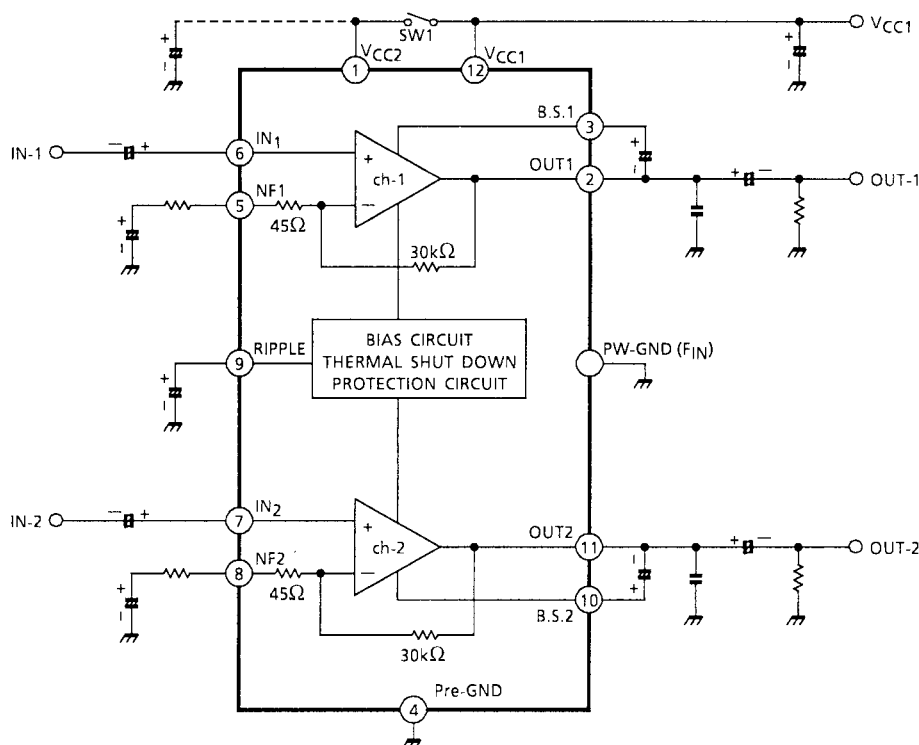 VCC1
SW1
VCC2
VCC1
1
12
B.S.1
3
IN-1
IN1
6
ch-1
OUT1
2
OUT-1
NF1
5
45Ω
30kΩ
RIPPLE
9
BIAS CIRCUIT
THERMAL SHUT DOWN
PROTECTION CIRCUIT
PW-GND (FIN)
IN-2
IN2
7
ch-2
OUT2
11
OUT-2
NF2
8
45Ω
10
B.S.2
30kΩ
Pre-GND
4